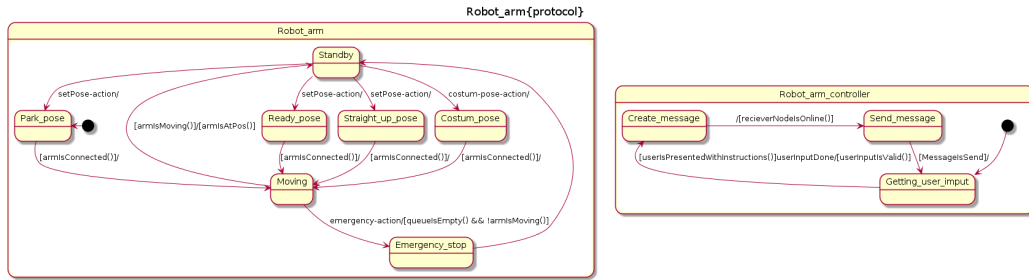 Robot_arm{protocol}
Robot_arm
Standby
setPose-action/
setPose-action/
setPose-action/
costum-pose-action/
Park_pose
[armIsMoving()]/[armIsAtPos()]
Ready_pose
Straight_up_pose
Costum_pose
[armIsConnected()]/
[armIsConnected()]/
[armIsConnected()]/
[armIsConnected()]/
Moving
emergency-action/[queueIsEmpty() && !armIsMoving()]
Emergency_stop
Robot_arm_controller
Create_message
/[recieverNodeIsOnline()]
Send_message
[userIsPresentedWithInstructions()]userInputDone/[userInputIsValid()]
[MessageIsSend]/
Getting_user_imput